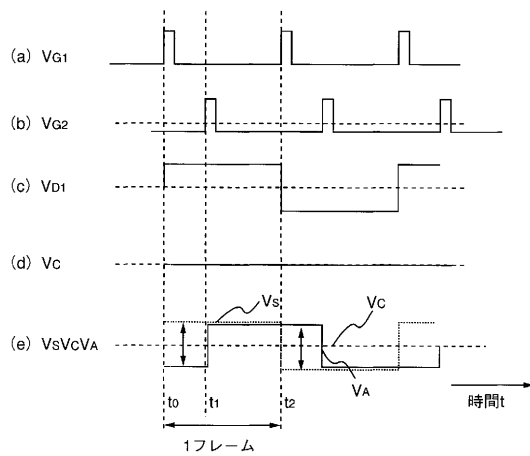 (a) VG1
(b) VG2
(c) VD1
(d) VC
VS
VC
(e) VSVCVA
VA
t0 t1 t2 時間t
1フレーム